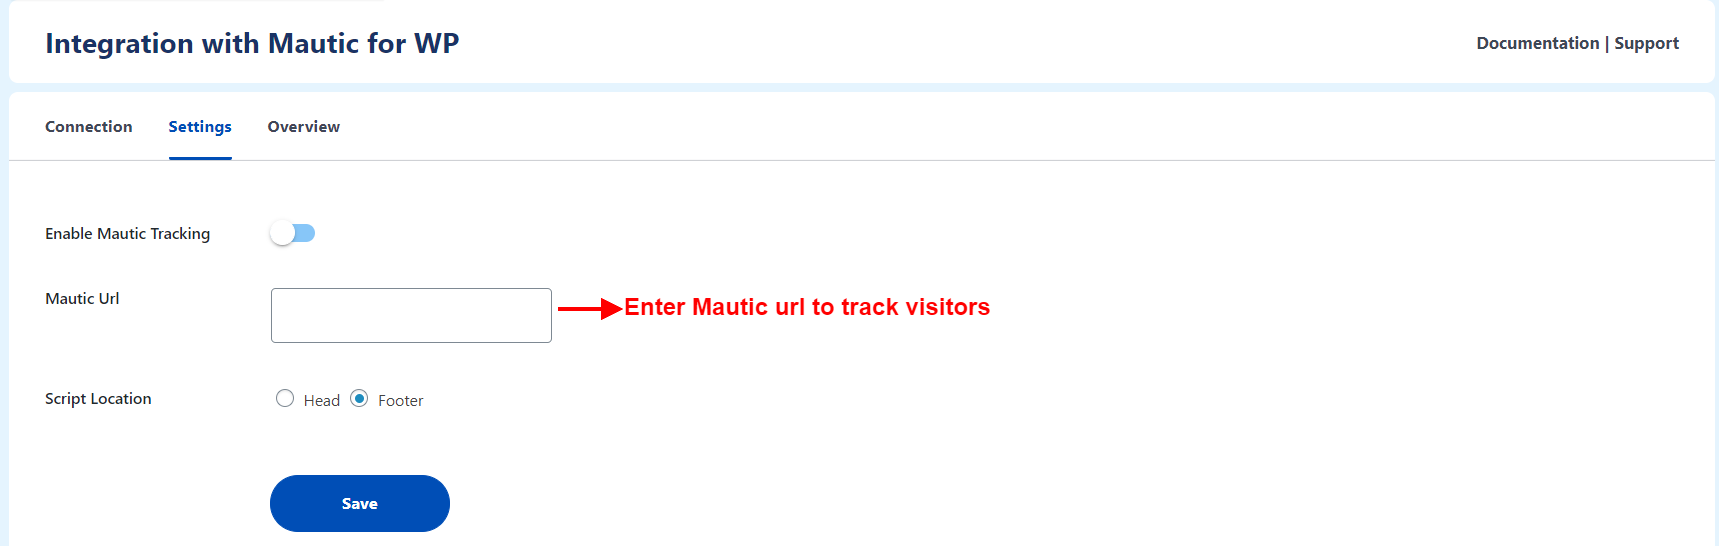 Integration with Mautic for WP
Documentation | Support
Connection Settings Overview
Enable Mautic Tracking
Mautic Url
Enter Mautic url to track visitors
Script Location
Head Footer
Save